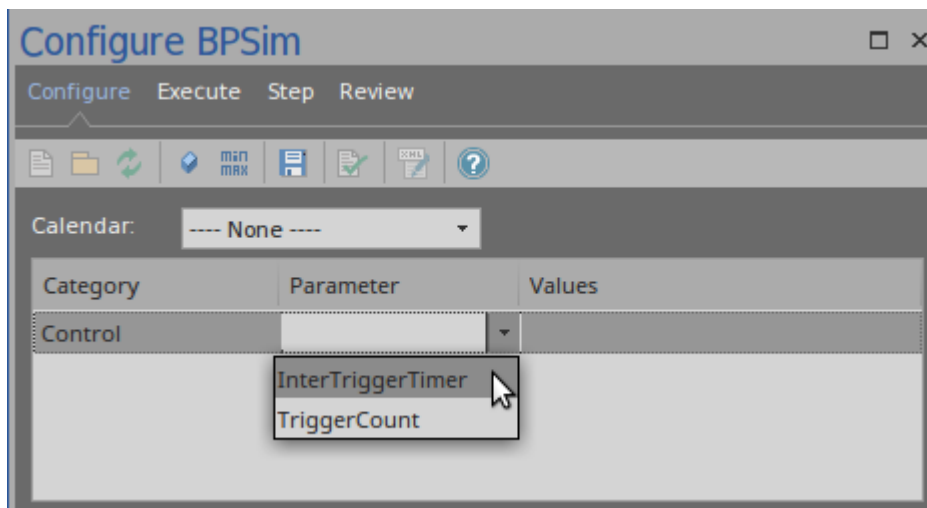 Configure BPSim
Configure Execute Step Review
min
max
XML
?
Calendar: ---- None ----
Category Parameter Values
Control
InterTriggerTimer
TriggerCount